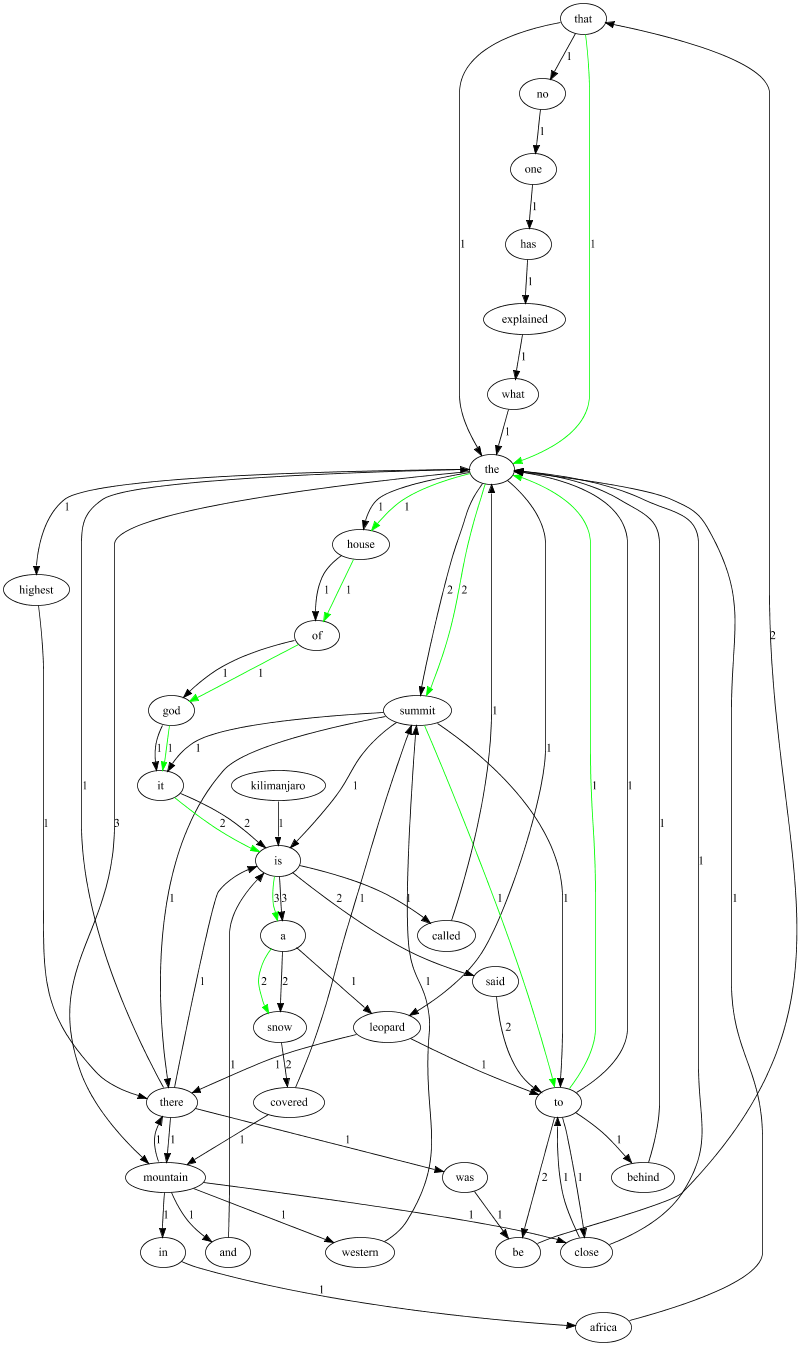 that
1
no
1
one
1 1 1
has
1
explained
1
what
1
the
1 1 1
house
highest
1 1 2 2
of
1 1
god
summit
1 1 1 1
it
kilimanjaro
1
2 2 1 1
is
2
1 1 3 1
3 3 2 1 1 1 1 1 1
a
called
2 2 1
said
snow
leopard
2
1 2 1 1
there
covered
to
1 1 1 1 1
mountain
was
behind
1 1 1 1 1 2 1 1
in
and
western
be
close
1
africa